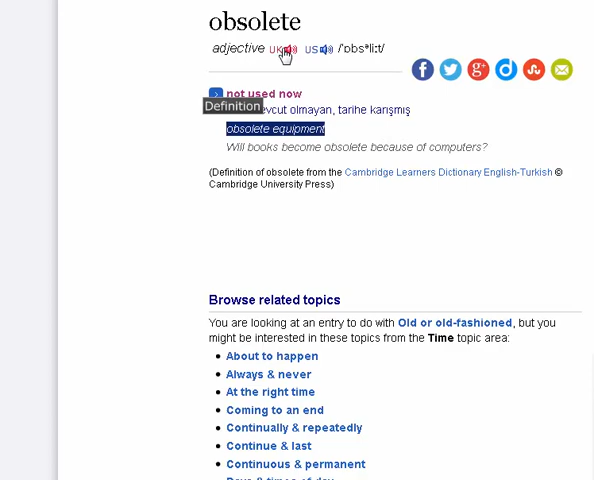 obsolete
adjective UK US /ˈɒbsᵊliːt/
not used now
Definition
evcut olmayan, tarihe karışmış
obsolete equipment
Will books become obsolete because of computers?
(Definition of obsolete from the Cambridge Learners Dictionary English-Turkish ©
Cambridge University Press)
Browse related topics
You are looking at an entry to do with Old or old-fashioned, but you
might be interested in these topics from the Time topic area:
• About to happen
• Always & never
• At the right time
• Coming to an end
• Continually & repeatedly
• Continue & last
• Continuous & permanent